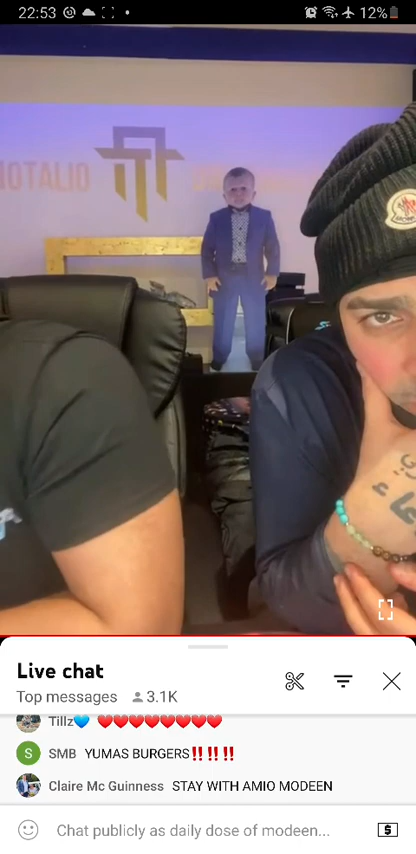 22:53
12%
NOTALIO
Live chat
Top messages 3.1K
Tillz💙 ❤️❤️❤️❤️❤️❤️❤️❤️
S SMB YUMAS BURGERS‼️‼️‼️
Claire Mc Guinness STAY WITH AMIO MODEEN
Chat publicly as daily dose of modeen...
$